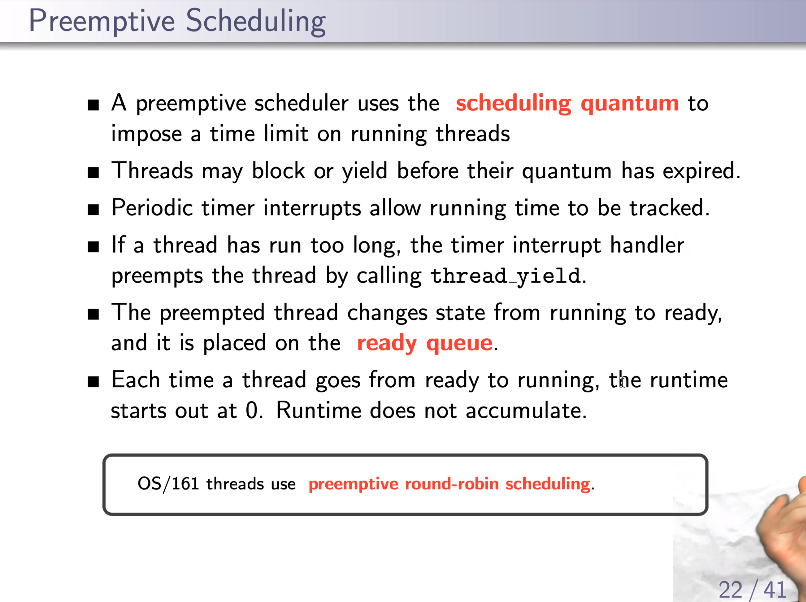 Preemptive Scheduling
■ A preemptive scheduler uses the scheduling quantum to
impose a time limit on running threads
■ Threads may block or yield before their quantum has expired.
■ Periodic timer interrupts allow running time to be tracked.
■ If a thread has run too long, the timer interrupt handler
preempts the thread by calling thread_yield.
■ The preempted thread changes state from running to ready,
and it is placed on the ready queue.
■ Each time a thread goes from ready to running, the runtime
starts out at 0. Runtime does not accumulate.
OS/161 threads use preemptive round-robin scheduling.
22 / 41